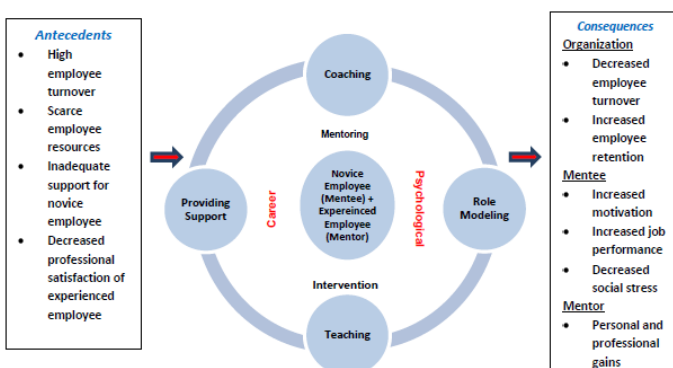 Antecedents
• High
employee
turnover
• Scarce
employee
resources
• Inadequate
support for
novice
employee
• Decreased
professional
satisfaction of
experienced
employee
Coaching
Mentoring
Providing
Support
Career
Novice
Employee
(Mentee) +
Expereinced
Employee
(Mentor)
Psychological
Role
Modeling
Intervention
Teaching
Consequences
Organization
• Decreased
employee
turnover
• Increased
employee
retention
Mentee
• Increased
motivation
• Increased job
performance
• Decreased
social stress
Mentor
• Personal and
professional
gains